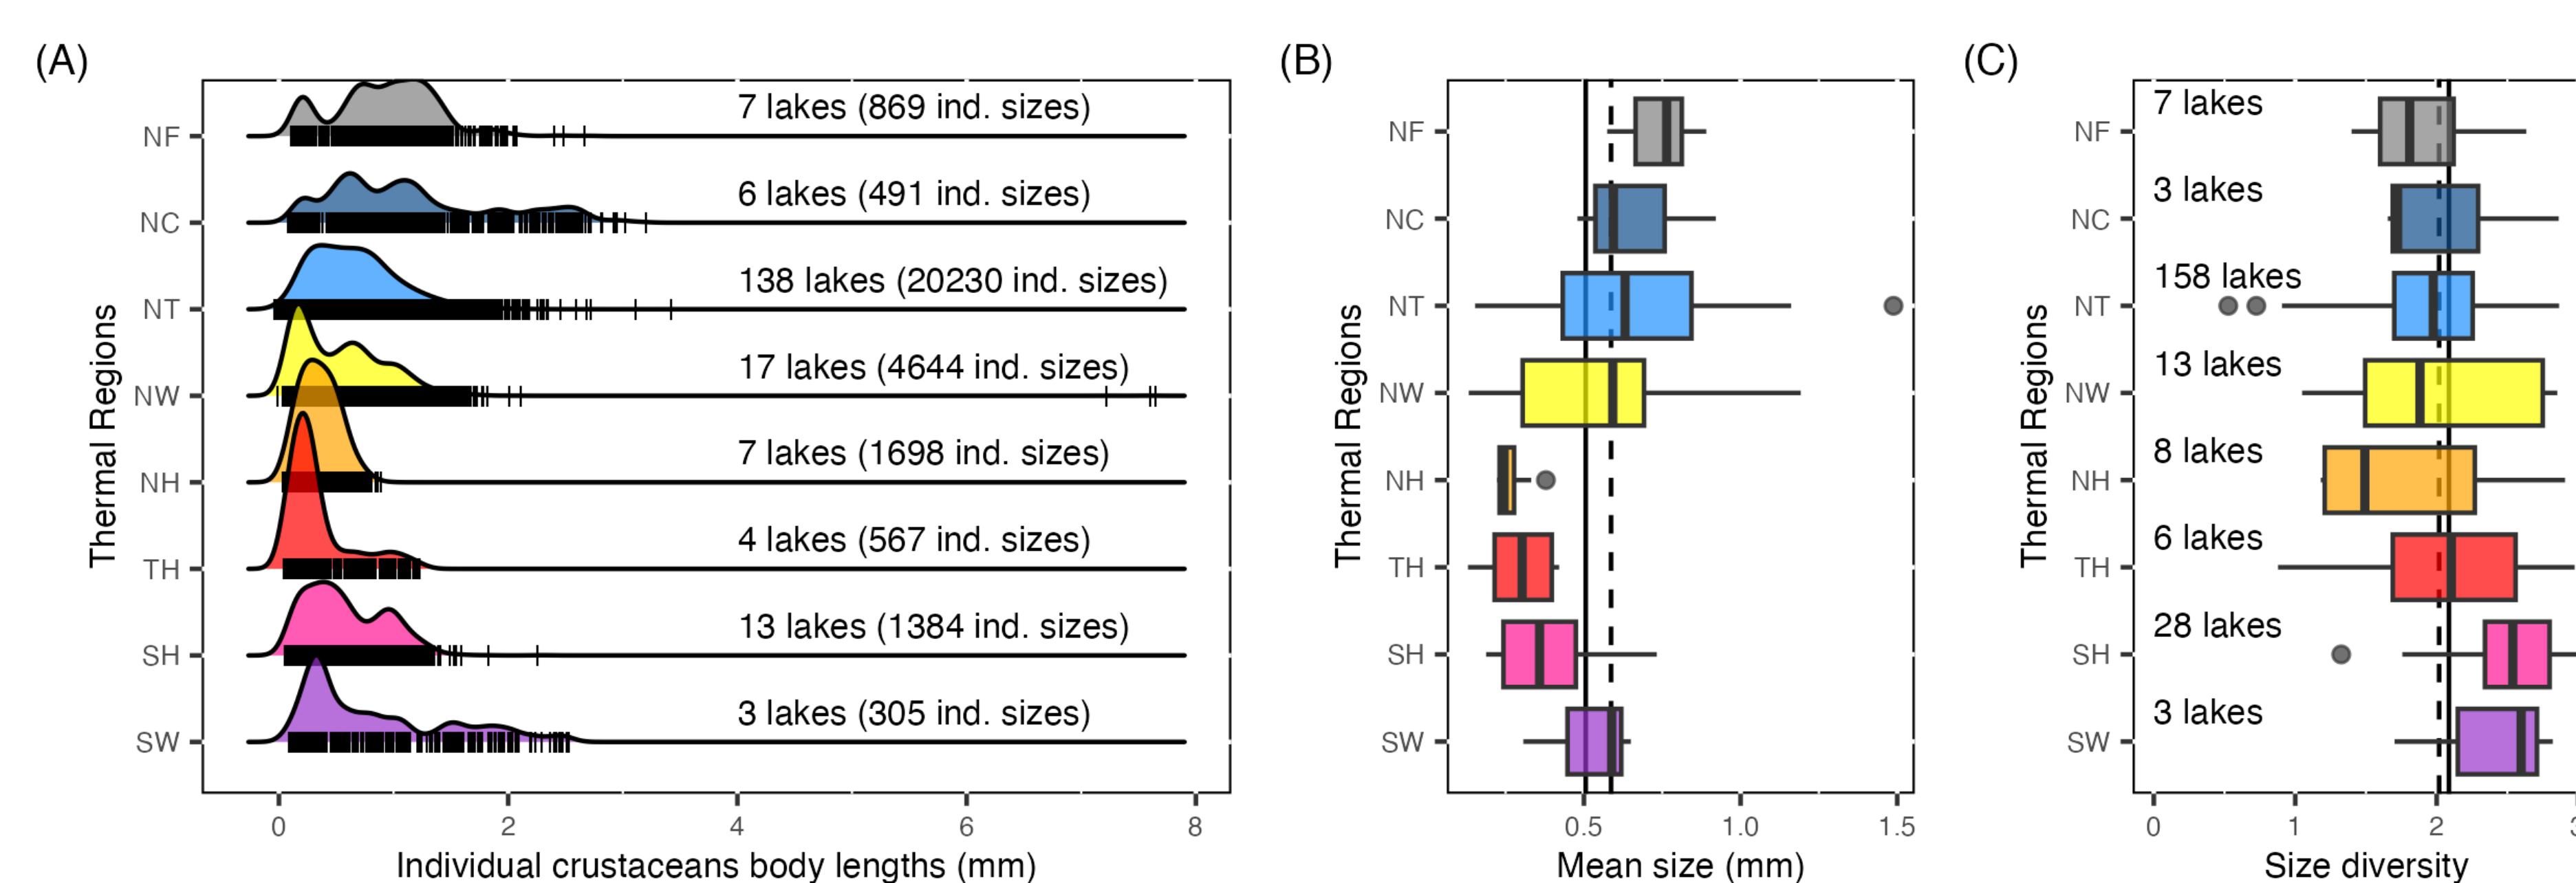 (A)
Thermal Regions
NF
7 lakes (869 ind. sizes)
NC
6 lakes (491 ind. sizes)
NT
138 lakes (20230 ind. sizes)
NW
17 lakes (4644 ind. sizes)
NH
7 lakes (1698 ind. sizes)
TH
4 lakes (567 ind. sizes)
SH
13 lakes (1384 ind. sizes)
SW
3 lakes (305 ind. sizes)
0 2 4 6 8
Individual crustaceans body lengths (mm)
(B)
Thermal Regions
NF
NC
NT
NW
NH
TH
SH
SW
0.5 1.0 1.5
Mean size (mm)
(C)
Thermal Regions
NF
7 lakes
NC
3 lakes
NT
158 lakes
NW
13 lakes
NH
8 lakes
TH
6 lakes
SH
28 lakes
SW
3 lakes
0 1 2
Size diversity